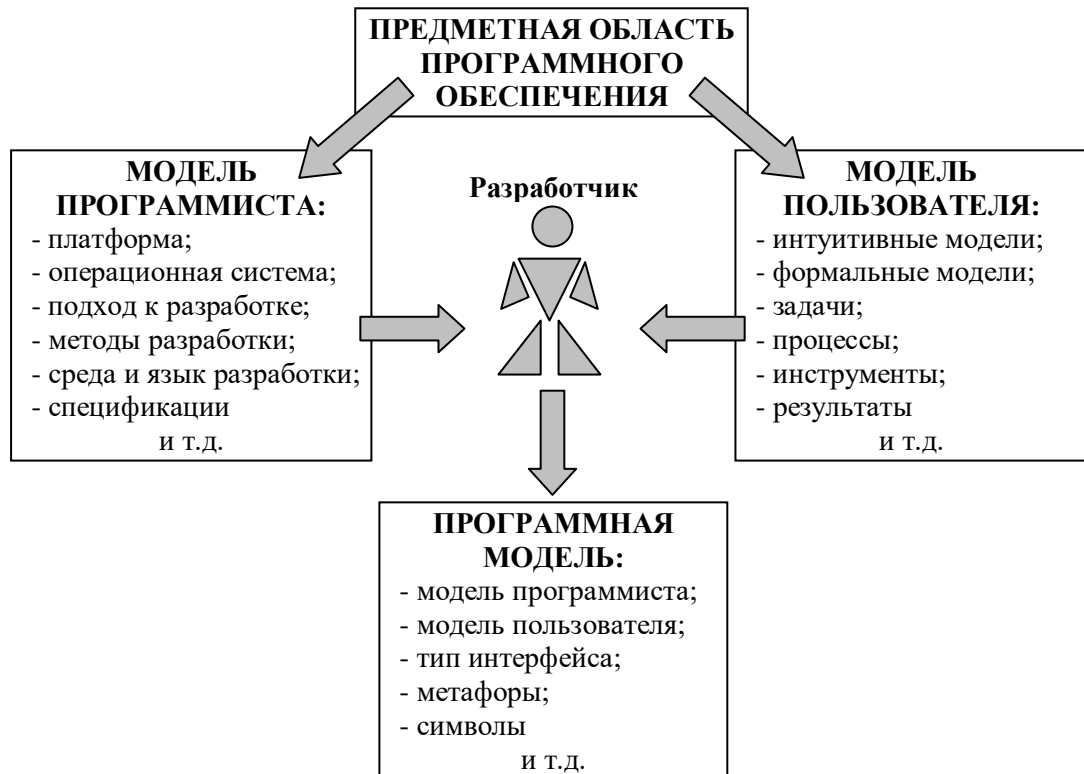 ПРЕДМЕТНАЯ ОБЛАСТЬ
ПРОГРАММНОГО
ОБЕСПЕЧЕНИЯ
МОДЕЛЬ
ПРОГРАММИСТА:
- платформа;
- операционная система;
- подход к разработке;
- методы разработки;
- среда и язык разработки;
- спецификации
и т.д.
Разработчик
МОДЕЛЬ
ПОЛЬЗОВАТЕЛЯ:
- интуитивные модели;
- формальные модели;
- задачи;
- процессы;
- инструменты;
- результаты
и т.д.
ПРОГРАММНАЯ
МОДЕЛЬ:
- модель программиста;
- модель пользователя;
- тип интерфейса;
- метафоры;
- символы
и т.д.